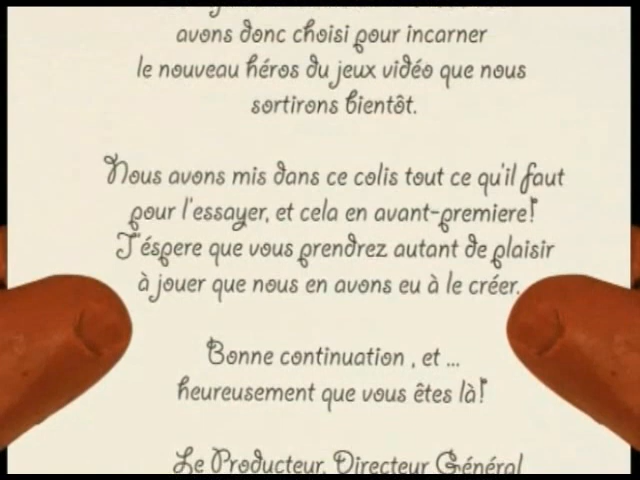 avons donc choisi pour incarner
le nouveau héros du jeux vidéo que nous
sortirons bientôt.
Nous avons mis dans ce colis tout ce qu'il faut
pour l'essayer, et cela en avant-premiere!
J'éspere que vous prendrez autant de plaisir
à jouer que nous en avons eu à le créer.
Bonne continuation , et ...
heureusement que vous êtes là!
Le Producteur, Directeur Général